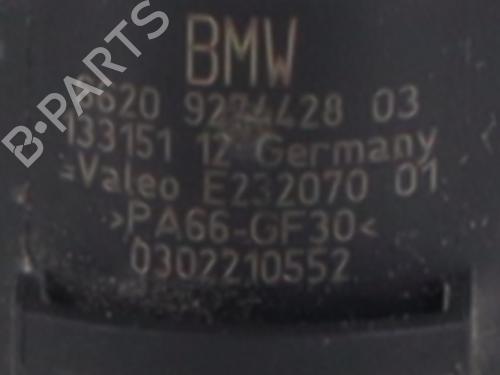 B-PARTS
BMW
6620 9274428 03
133151 12 Germany
Valeo E232070 01
>PA66-GF30<
0302210552